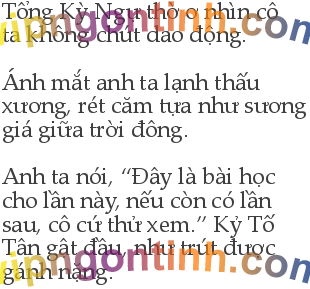 Tống Kỳ Ngự thờ ơ nhìn cô
ta không chút dao động.
Ánh mắt anh ta lạnh thấu
xương, rét căm tựa như sương
giá giữa trời đông.
Anh ta nói, “Đây là bài học
cho lần này, nếu còn có lần
sau, cô cứ thử xem.” Kỷ Tố
Tân gật đầu, như trút được
gánh nặng.